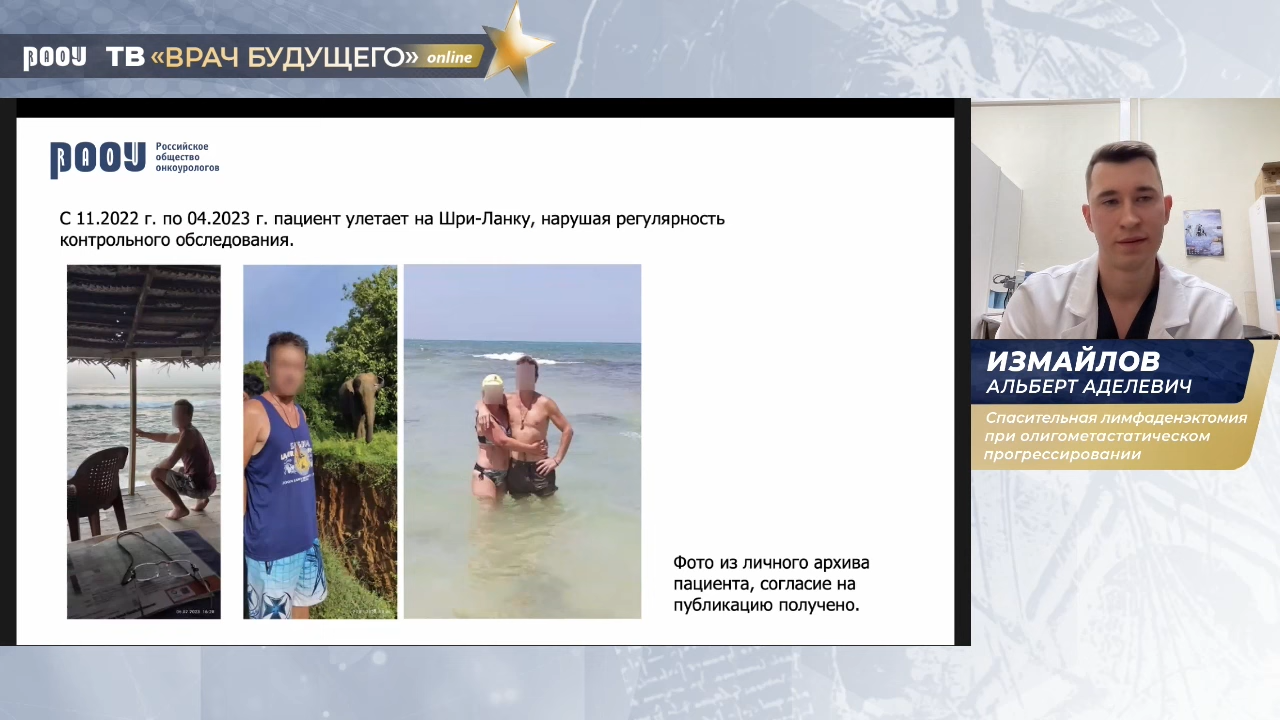 РООУ ТВ «ВРАЧ БУДУЩЕГО» online
РООУ
RAOU
Российское
общество
онкоурологов
С 11.2022 г. по 04.2023 г. пациент улетает на Шри-Ланку, нарушая регулярность
контрольного обследования.
Фото из личного архива
пациента, согласие на
публикацию получено.
ИЗМАЙЛОВ
АЛЬБЕРТ АДЕЛЕВИЧ
Спасительная лимфаденэктомия
при олигометастатическом
прогрессировании